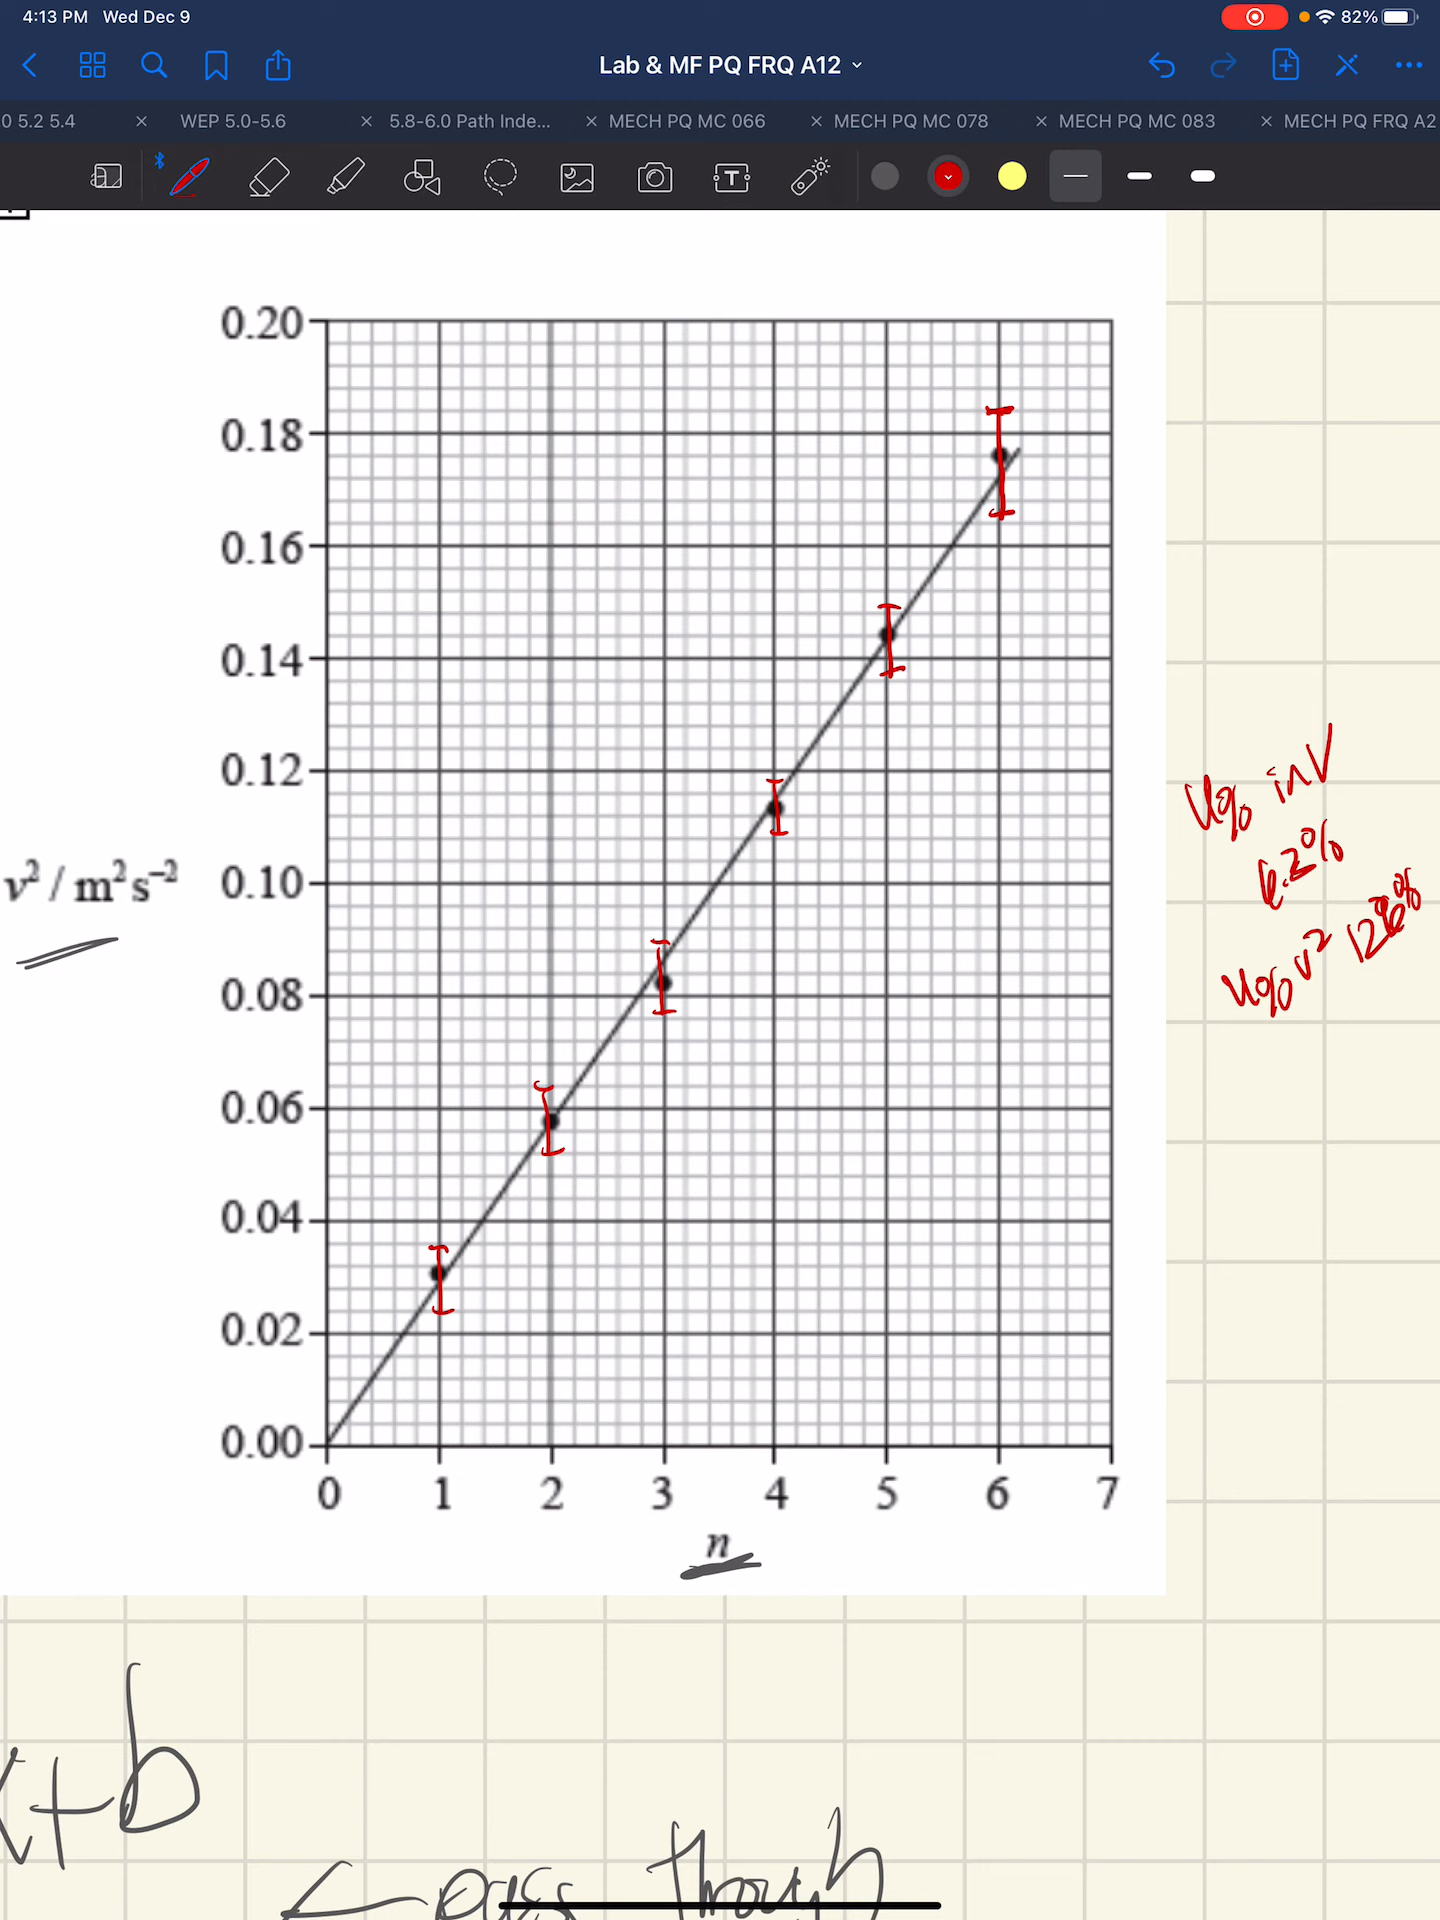 4:13 PM Wed Dec 9
82%
Lab & MF PQ FRQ A12
0 5.2 5.4
WEP 5.0-5.6
5.8-6.0 Path Inde...
MECH PQ MC 066
MECH PQ MC 078
MECH PQ MC 083
MECH PQ FRQ A2
0.20
0.18
0.16
0.14
0.12
0.10
0.08
0.06
0.04
0.02
0.00
v² / m²s⁻²
0 1 2 3 4 5 6 7
n
u% in V
6.2%
u% v²
+b
← pass through